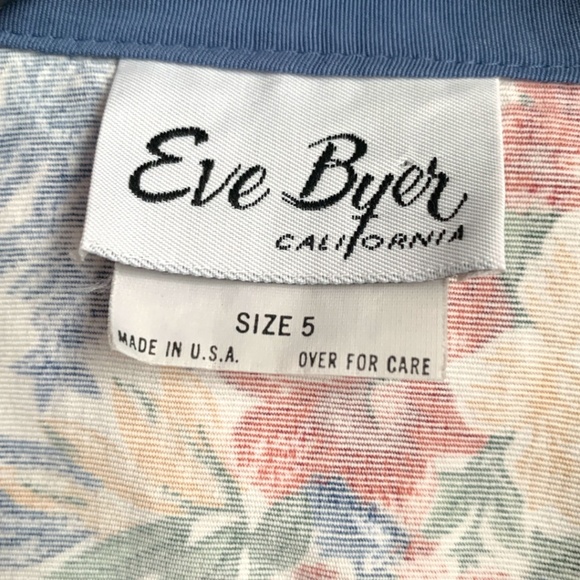 Eve Byer
CALIFORNIA
SIZE 5
MADE IN U.S.A. OVER FOR CARE